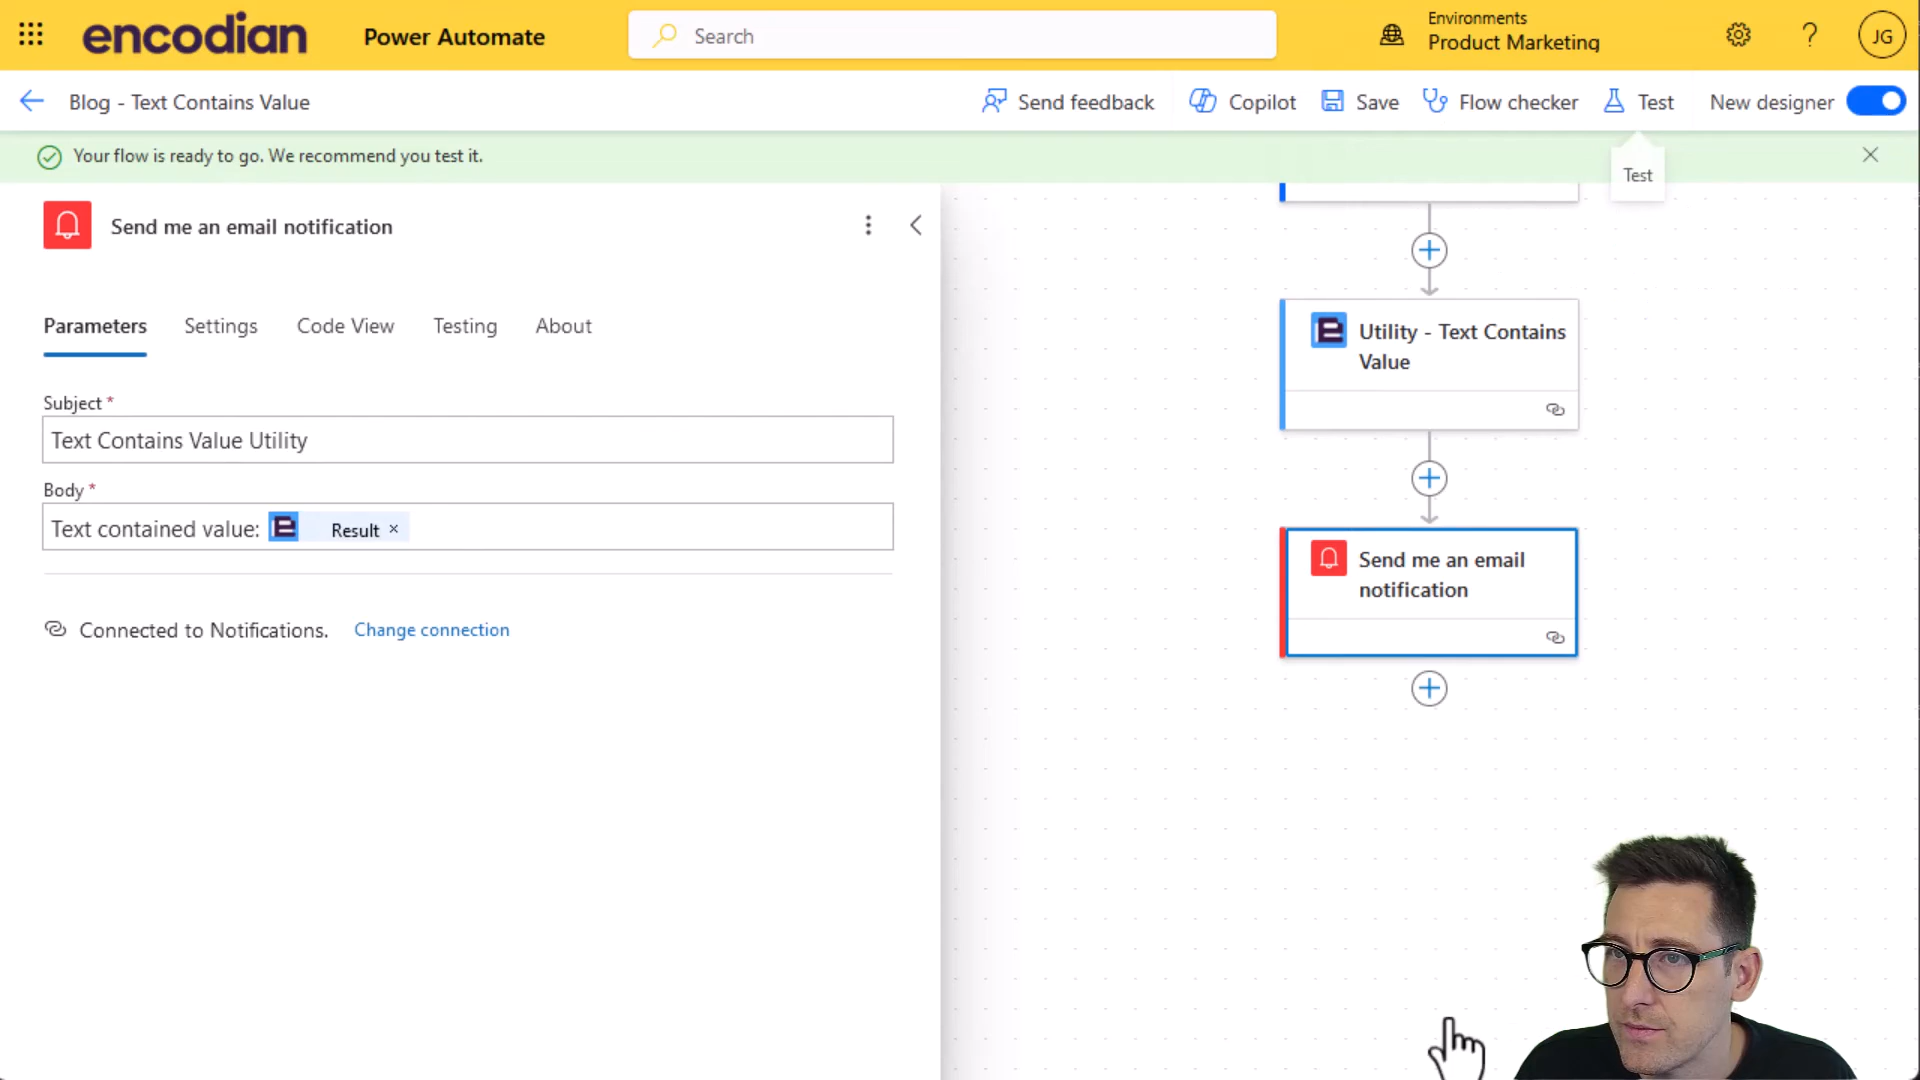 encodian
Power Automate
Search
Environments
Product Marketing
?
JG
Blog - Text Contains Value
Send feedback
Copilot
Save
Flow checker
Test
New designer
Your flow is ready to go. We recommend you test it.
Test
Send me an email notification
Parameters
Settings
Code View
Testing
About
Subject *
Text Contains Value Utility
Body *
Text contained value: Result ×
Connected to Notifications. Change connection
Utility - Text Contains
Value
Send me an email
notification